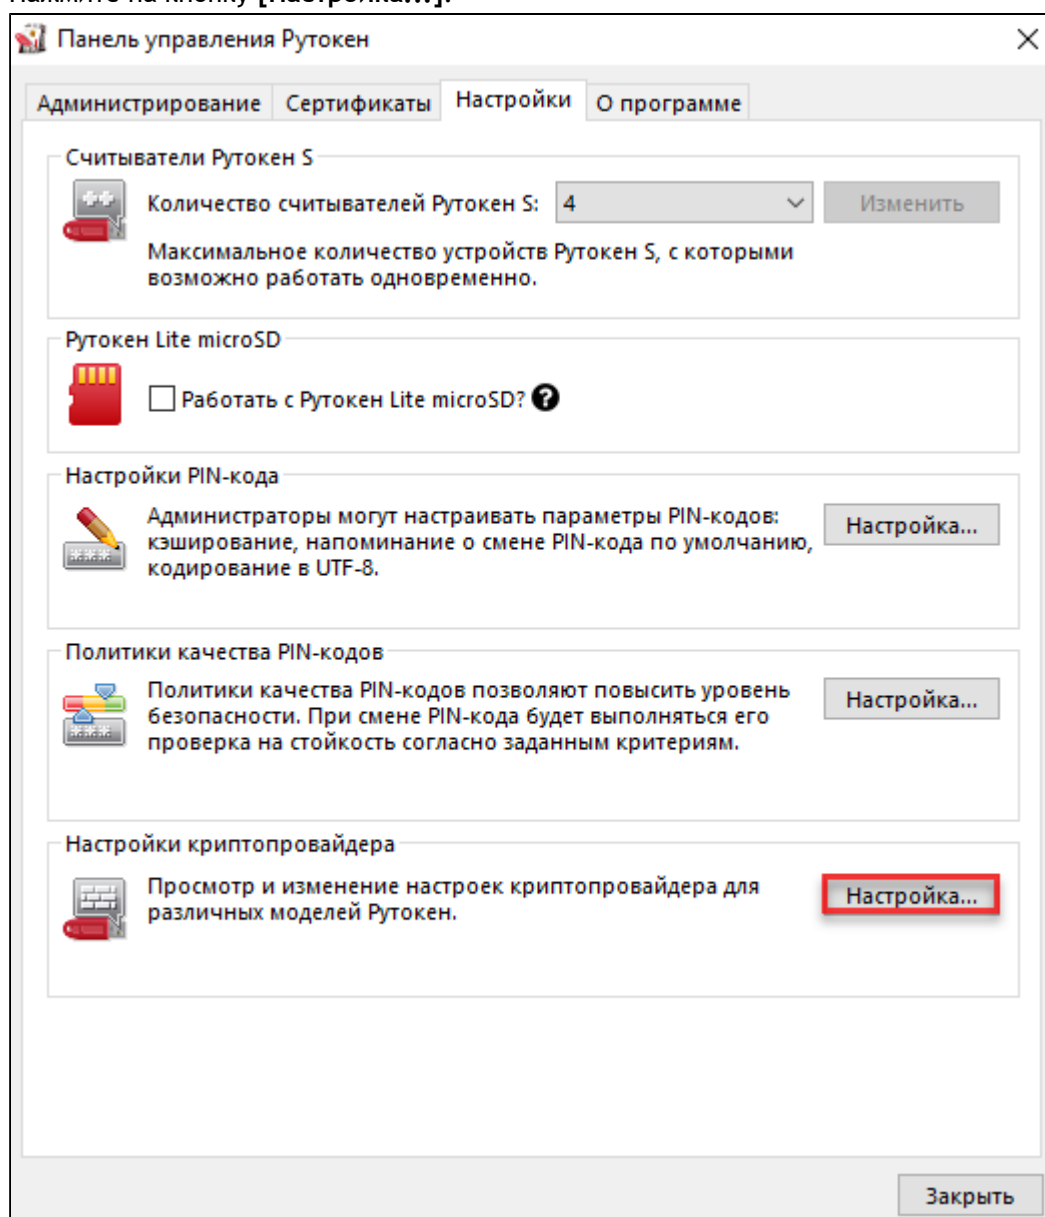 Нажмите на кнопку [Настройка...].
Панель управления Рутокен
Администрирование Сертификаты Настройки О программе
Считыватели Рутокен S
Количество считывателей Рутокен S: 4 Изменить
Максимальное количество устройств Рутокен S, с которыми
возможно работать одновременно.
Рутокен Lite microSD
Работать с Рутокен Lite microSD? ?
Настройки PIN-кода
Администраторы могут настраивать параметры PIN-кодов:
кэширование, напоминание о смене PIN-кода по умолчанию,
кодирование в UTF-8.
Настройка...
Политики качества PIN-кодов
Политики качества PIN-кодов позволяют повысить уровень
безопасности. При смене PIN-кода будет выполняться его
проверка на стойкость согласно заданным критериям.
Настройка...
Настройки криптопровайдера
Просмотр и изменение настроек криптопровайдера для
различных моделей Рутокен.
Настройка...
Закрыть